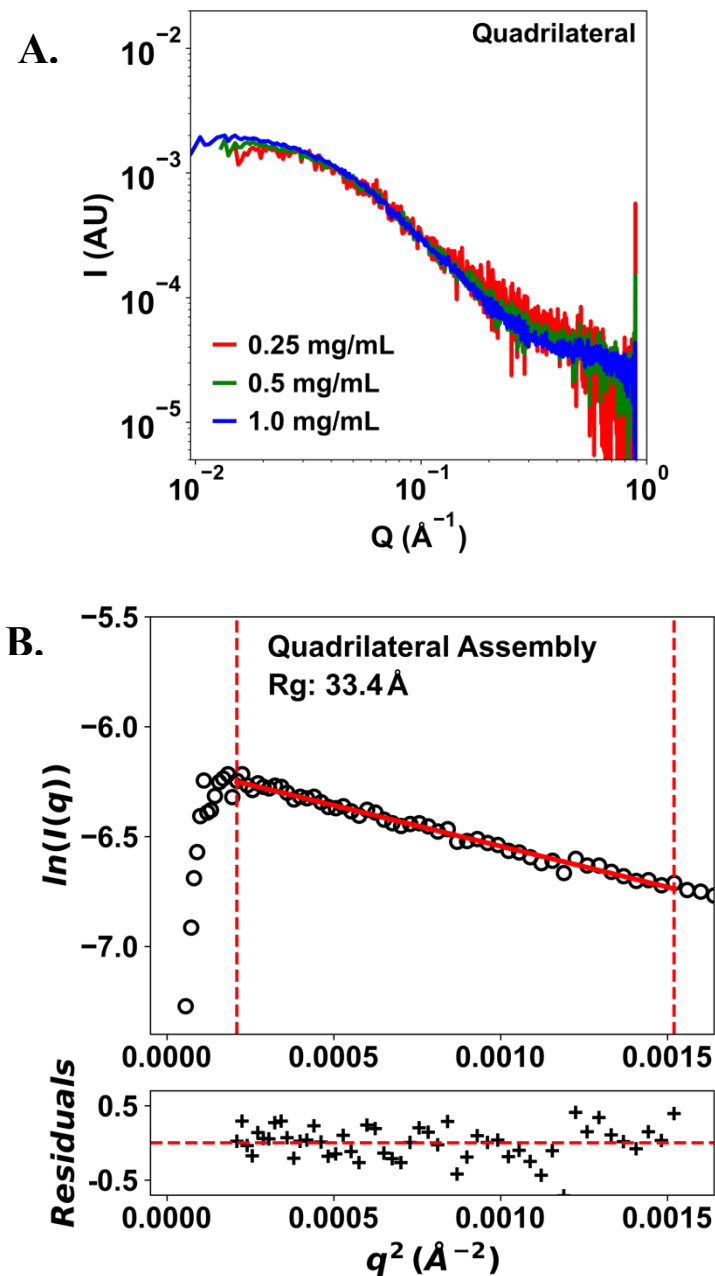 A.
Quadrilateral
10⁻²
10⁻³
10⁻⁴
10⁻⁵
I (AU)
0.25 mg/mL
0.5 mg/mL
1.0 mg/mL
10⁻² 10⁻¹ 10⁰
Q (Å⁻¹)
B.
Quadrilateral Assembly
Rg: 33.4 Å
−5.5
−6.0
−6.5
−7.0
ln(I(q))
0.0000 0.0005 0.0010 0.0015
Residuals
0.5
-0.5
0.0000 0.0005 0.0010 0.0015
q² (Å⁻²)